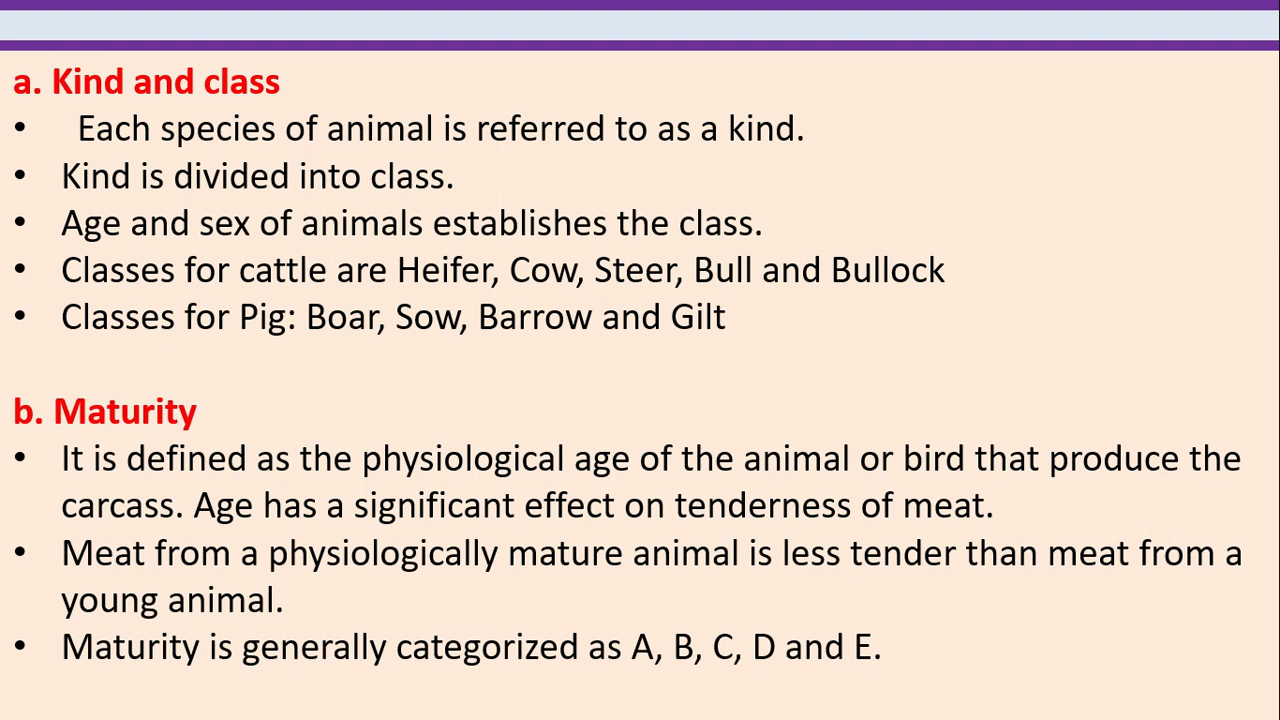 a. Kind and class
• Each species of animal is referred to as a kind.
• Kind is divided into class.
• Age and sex of animals establishes the class.
• Classes for cattle are Heifer, Cow, Steer, Bull and Bullock
• Classes for Pig: Boar, Sow, Barrow and Gilt
b. Maturity
• It is defined as the physiological age of the animal or bird that produce the
carcass. Age has a significant effect on tenderness of meat.
• Meat from a physiologically mature animal is less tender than meat from a
young animal.
• Maturity is generally categorized as A, B, C, D and E.